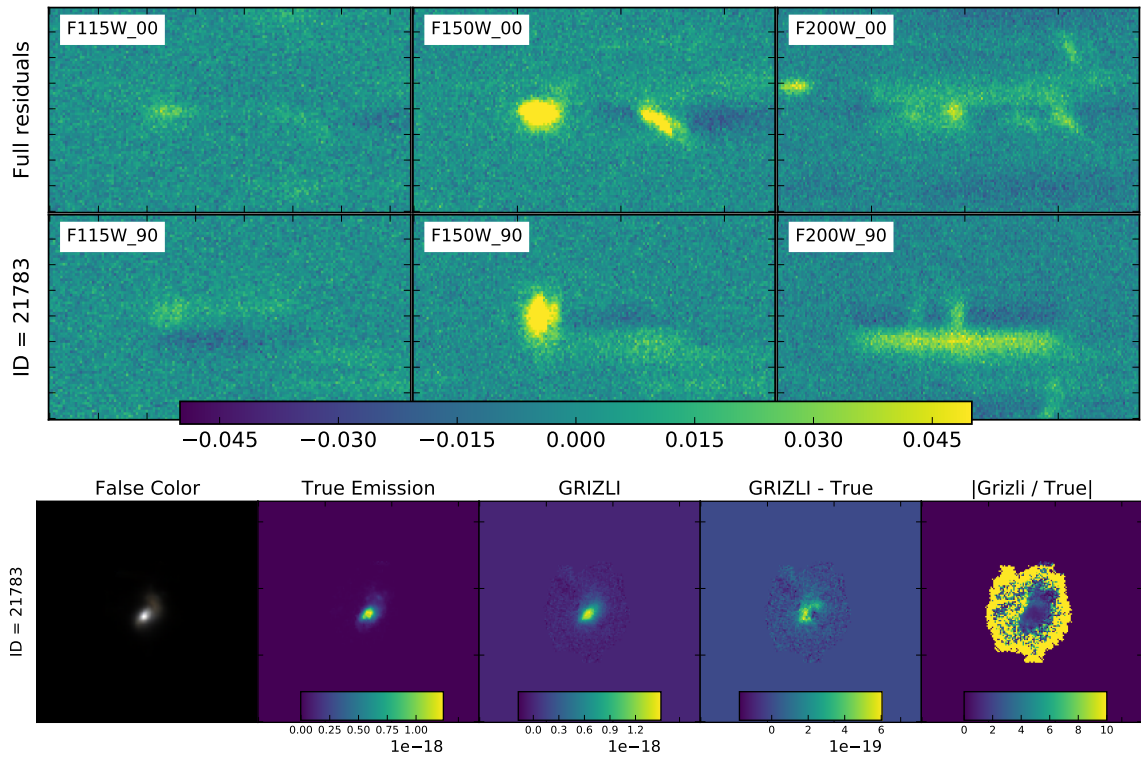 Full residuals
F115W_00
F150W_00
F200W_00
ID = 21783
F115W_90
F150W_90
F200W_90
−0.045 −0.030 −0.015 0.000 0.015 0.030 0.045
False Color
True Emission
GRIZLI
GRIZLI - True
|Grizli / True|
ID = 21783
0.00 0.25 0.50 0.75 1.00
1e−18
0.0 0.3 0.6 0.9 1.2
1e−18
0 2 4 6
1e−19
0 2 4 6 8 10